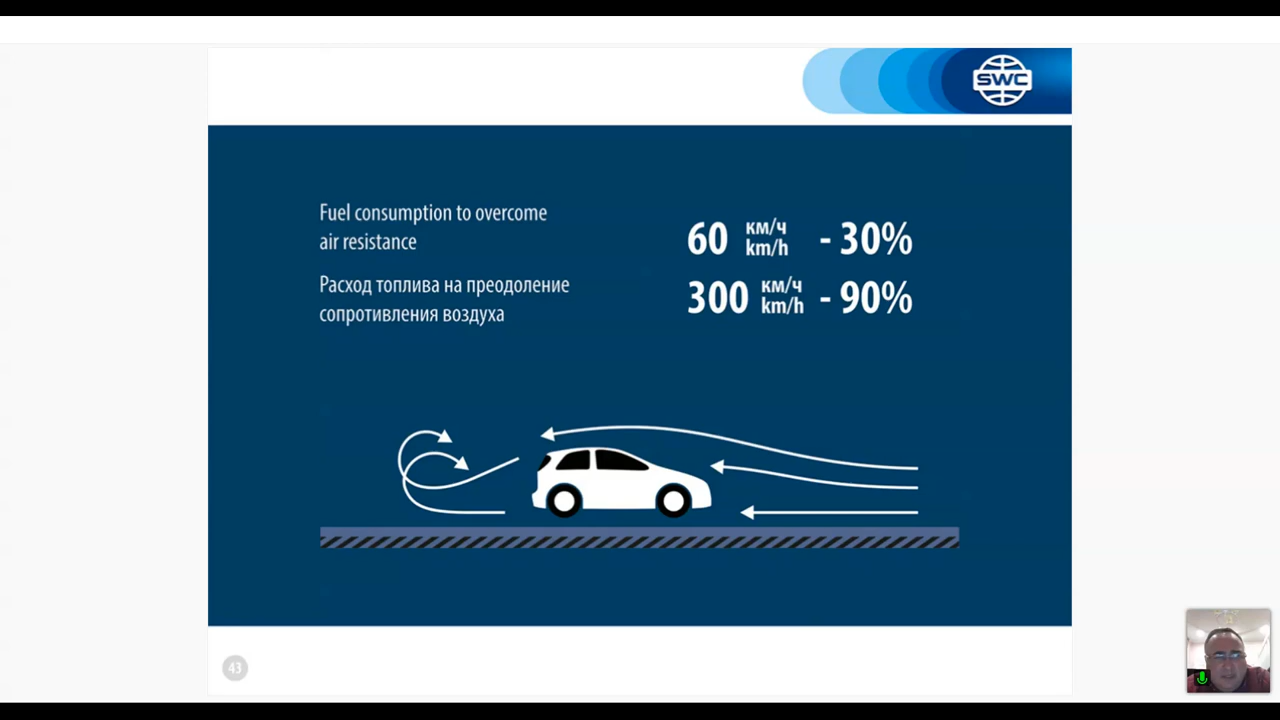 SWC
Fuel consumption to overcome
air resistance
Расход топлива на преодоление
сопротивления воздуха
60 км/ч km/h - 30%
300 км/ч km/h - 90%
43